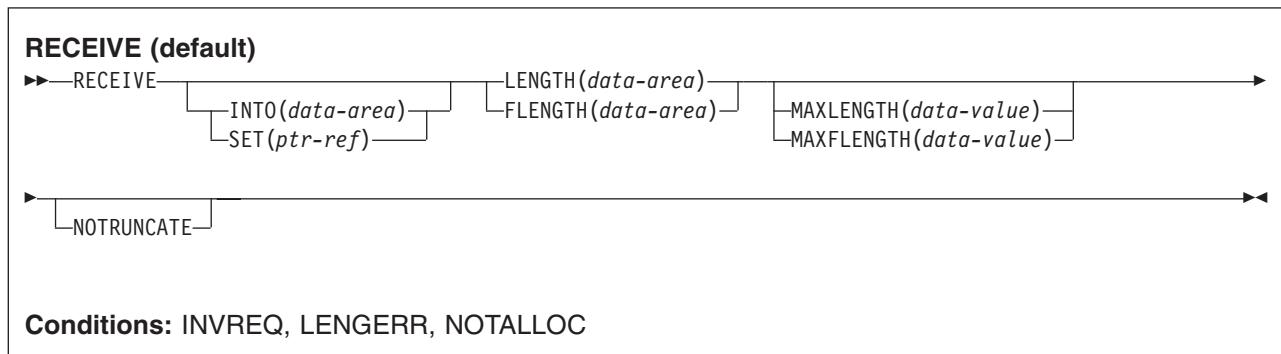 RECEIVE (default)
RECEIVE LENGTH(data-area)
INTO(data-area) FLENGTH(data-area) MAXLENGTH(data-value)
SET(ptr-ref) MAXFLENGTH(data-value)
NOTRUNCATE
Conditions: INVREQ, LENGERR, NOTALLOC